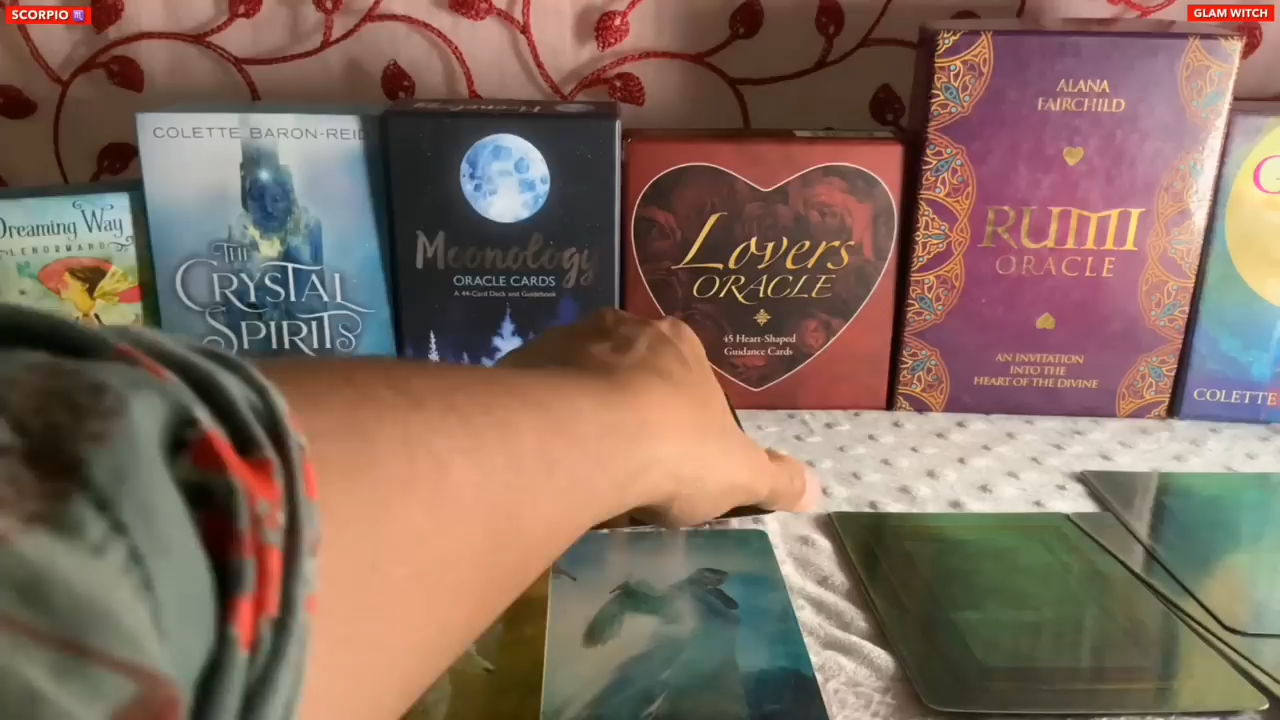 SCORPIO ♏
GLAM WITCH
Dreaming Way
LENORMAND
COLETTE BARON-REID
THE
CRYSTAL
SPIRITS
Moonology
Moonology
ORACLE CARDS
A 44-Card Deck and Guidebook
Lovers
ORACLE
45 Heart-Shaped
Guidance Cards
ALANA
FAIRCHILD
RUMI
ORACLE
AN INVITATION
INTO THE
HEART OF THE DIVINE
COLETTE